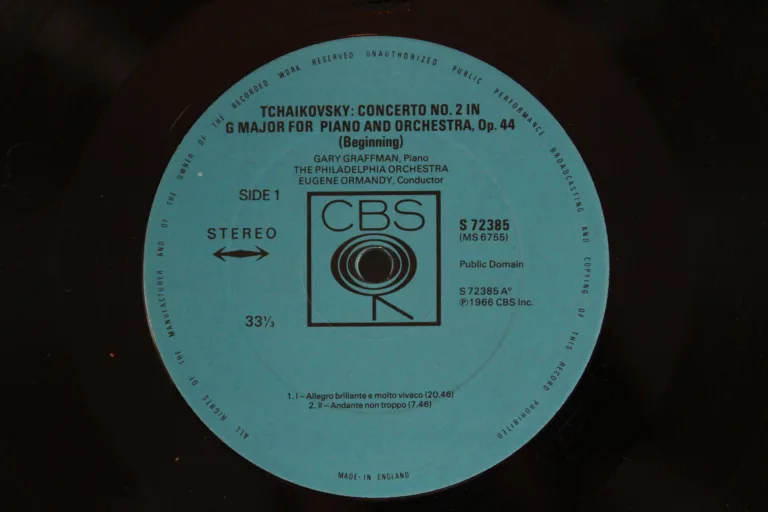 ALL RIGHTS OF THE MANUFACTURER AND OF THE OWNER OF THE RECORDED WORK RESERVED UNAUTHORIZED PUBLIC PERFORMANCE BROADCASTING AND COPYING OF THIS RECORD PROHIBITED
TCHAIKOVSKY: CONCERTO NO. 2 IN
G MAJOR FOR PIANO AND ORCHESTRA, Op. 44
(Beginning)
GARY GRAFFMAN, Piano
THE PHILADELPHIA ORCHESTRA
EUGENE ORMANDY, Conductor
SIDE 1
STEREO
33⅓
CBS
S 72385
(MS 6755)
Public Domain
S 72385 Aº
℗1966 CBS Inc.
1. I–Allegro brillante e molto vivaco (20.46)
2. II–Andante non troppo (7.46)
MADE-IN ENGLAND